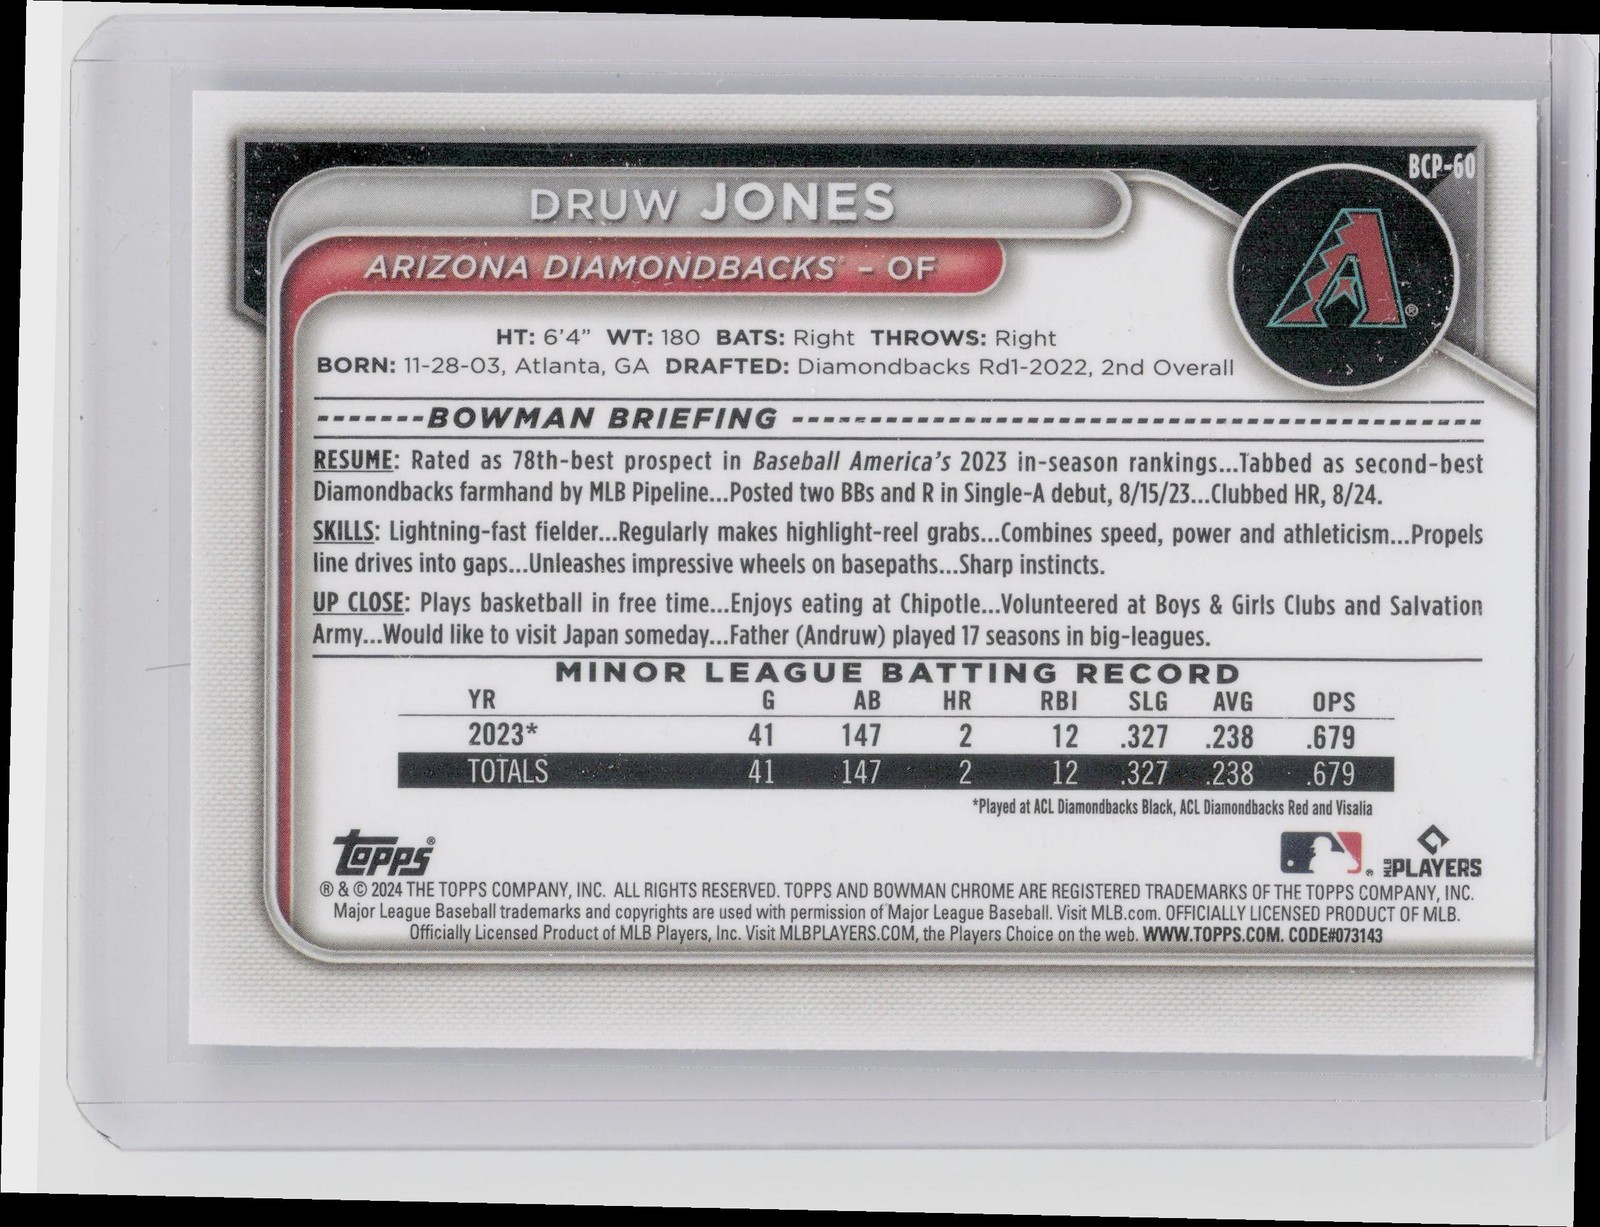 BCP-60
DRUW JONES
ARIZONA DIAMONDBACKS - OF
HT: 6'4" WT: 180 BATS: Right THROWS: Right
BORN: 11-28-03, Atlanta, GA DRAFTED: Diamondbacks Rd1-2022, 2nd Overall
BOWMAN BRIEFING
RESUME: Rated as 78th-best prospect in Baseball America's 2023 in-season rankings...Tabbed as second-best
Diamondbacks farmhand by MLB Pipeline...Posted two BBs and R in Single-A debut, 8/15/23...Clubbed HR, 8/24.
SKILLS: Lightning-fast fielder...Regularly makes highlight-reel grabs...Combines speed, power and athleticism...Propels
line drives into gaps...Unleashes impressive wheels on basepaths...Sharp instincts.
UP CLOSE: Plays basketball in free time...Enjoys eating at Chipotle...Volunteered at Boys & Girls Clubs and Salvation
Army...Would like to visit Japan someday...Father (Andruw) played 17 seasons in big-leagues.
MINOR LEAGUE BATTING RECORD
YR G AB HR RBI SLG AVG OPS
2023* 41 147 2 12 .327 .238 .679
TOTALS 41 147 2 12 .327 .238 .679
*Played at ACL Diamondbacks Black, ACL Diamondbacks Red and Visalia
Topps®
® MLB PLAYERS
® & © 2024 THE TOPPS COMPANY, INC. ALL RIGHTS RESERVED. TOPPS AND BOWMAN CHROME ARE REGISTERED TRADEMARKS OF THE TOPPS COMPANY, INC.
Major League Baseball trademarks and copyrights are used with permission of Major League Baseball. Visit MLB.com. OFFICIALLY LICENSED PRODUCT OF MLB.
Officially Licensed Product of MLB Players, Inc. Visit MLBPLAYERS.COM, the Players Choice on the web. WWW.TOPPS.COM. CODE#073143